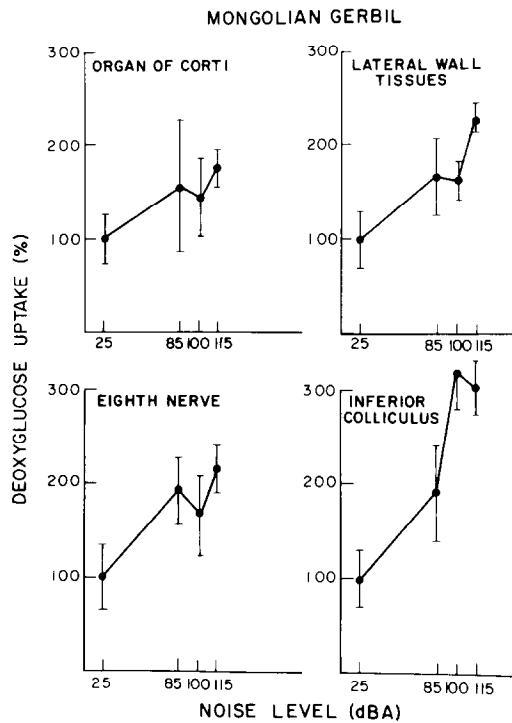 MONGOLIAN GERBIL
300
ORGAN OF CORTI
200
100
25
85 100 115
300
LATERAL WALL
TISSUES
200
100
25
85 100 115
DEOXYGLUCOSE UPTAKE (%)
300
EIGHTH NERVE
200
100
25
85 100 115
300
INFERIOR
COLLICULUS
200
100
25
85 100 115
NOISE LEVEL (dBA)